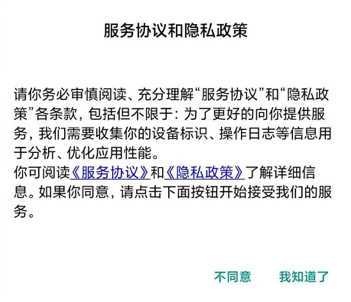 服务协议和隐私政策
请你务必审慎阅读、充分理解“服务协议”和“隐私政
策”各条款，包括但不限于：为了更好的向你提供服
务，我们需要收集你的设备标识、操作日志等信息用
于分析、优化应用性能。
你可阅读《服务协议》和《隐私政策》了解详细信
息。如果你同意，请点击下面按钮开始接受我们的服
务。
不同意 我知道了